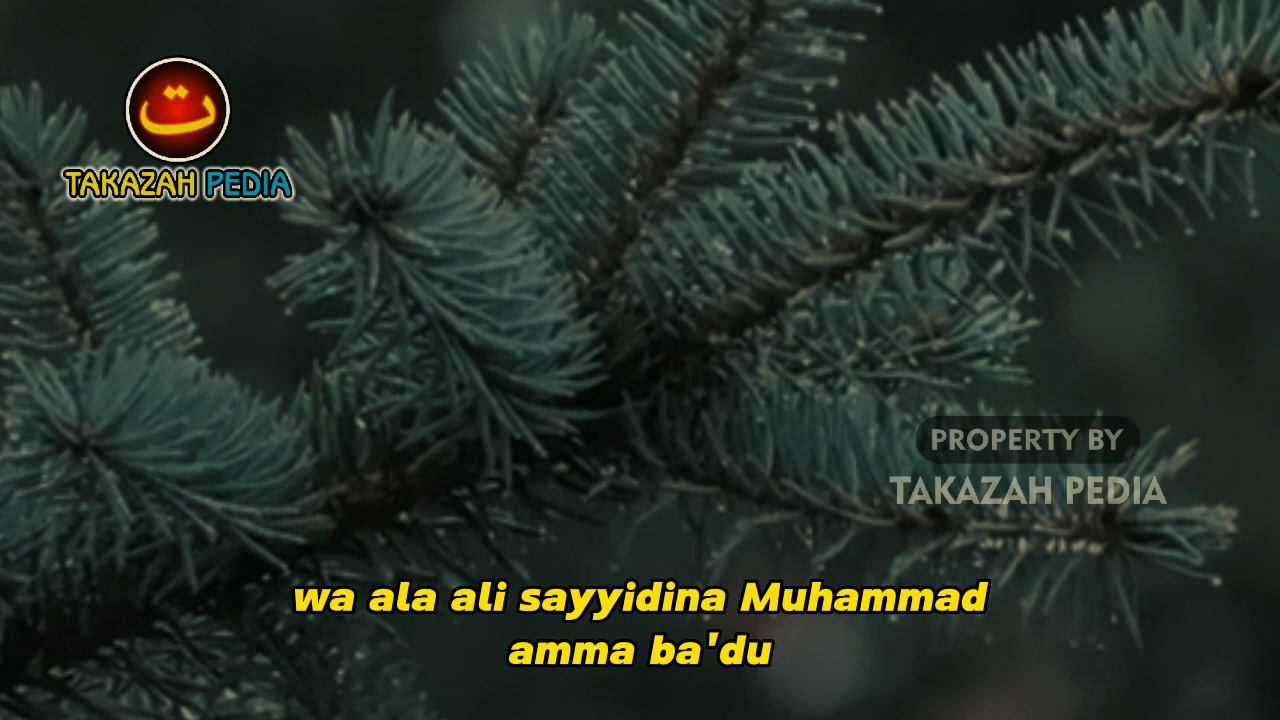 ت
TAKAZAH PEDIA
PROPERTY BY
TAKAZAH PEDIA
wa ala ali sayyidina Muhammad
amma ba'du